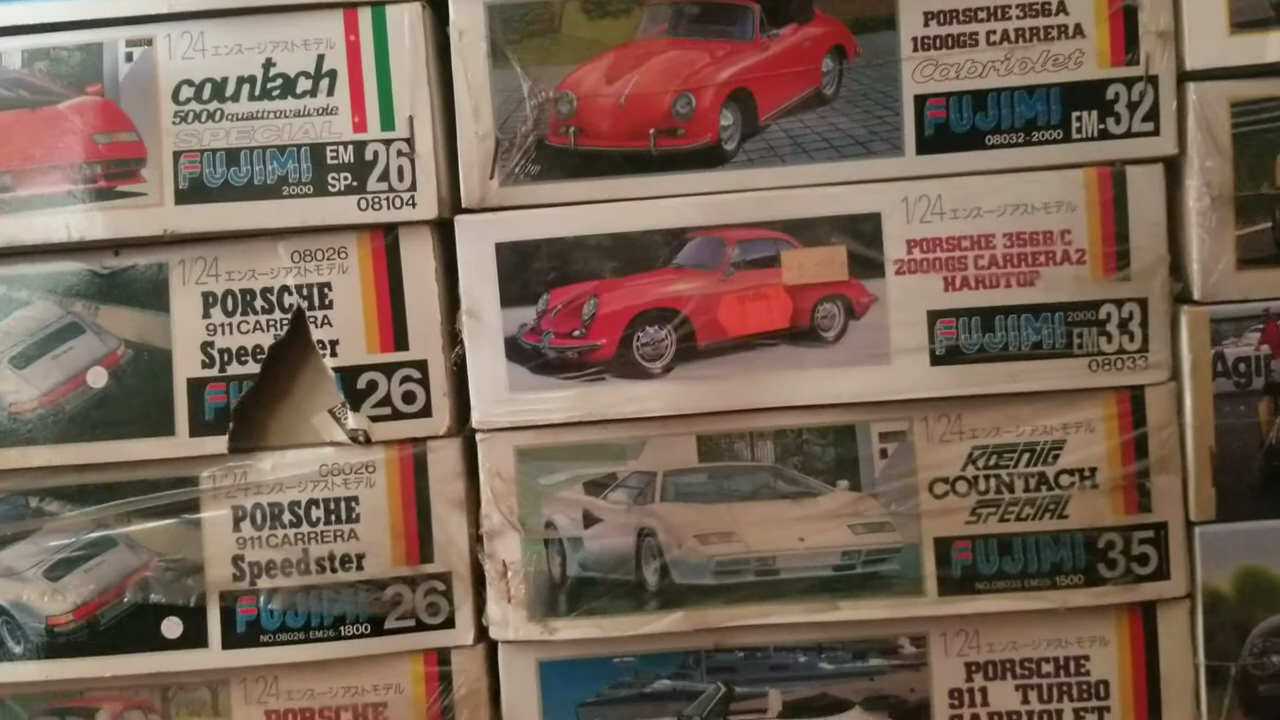 1/24 エンスージアストモデル
countach
5000 quattrovalvole
SPECIAL
FUJIMI
2000
EM
SP-26
08104
08026
1/24 エンスージアストモデル
PORSCHE
911 CARRERA
26
08026
1/24 エンスージアストモデル
PORSCHE
911 CARRERA
Speedster
FUJIMI 26
NO.08026・EM26・1800
1/24 エンスージアストモデル
PORSCHE
PORSCHE 356A
1600GS CARRERA
Cabriolet
FUJIMI EM-32
08032-2000
1/24 エンスージアストモデル
PORSCHE 356B/C
2000GS CARRERA2
HARDTOP
FUJIMI 2000 EM33
08033
1/24 エンスージアストモデル
KŒNIG
COUNTACH
SPECIAL
FUJIMI 35
1500
1/24 エンスージアストモデル
PORSCHE
911 TURBO
CABRIOLET